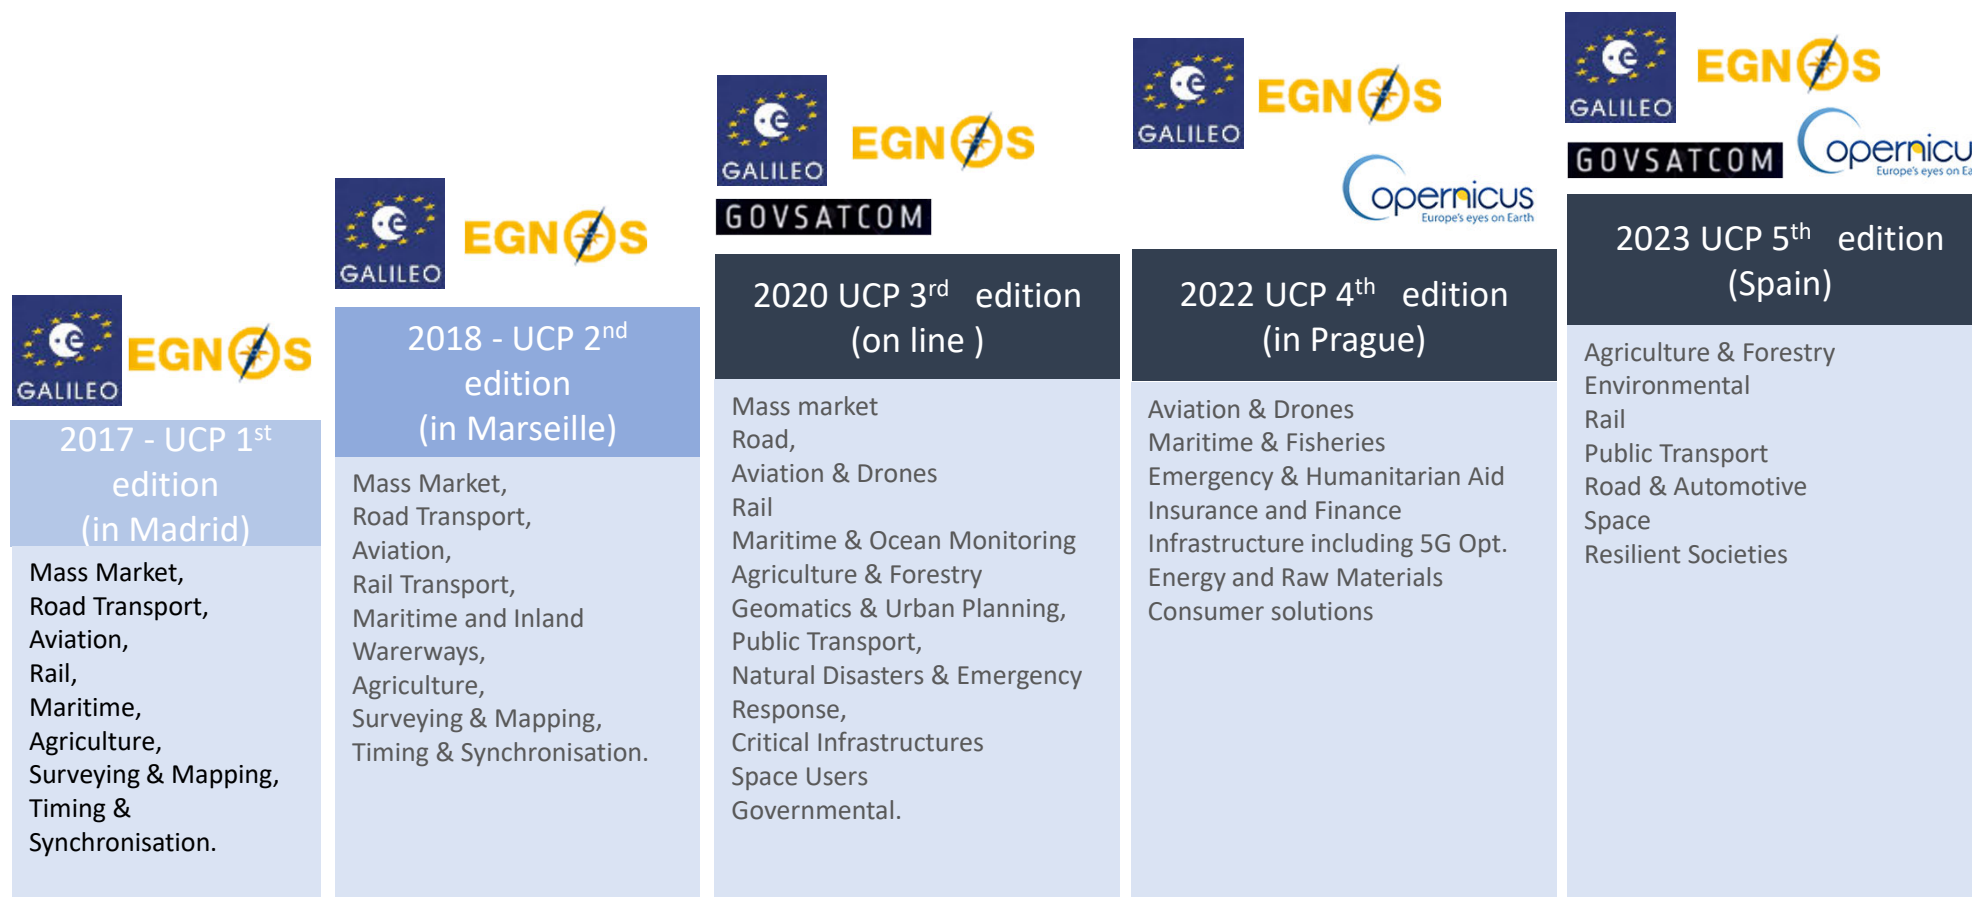 GALILEO
EGNOS
2017 - UCP 1st
edition
(in Madrid)
Mass Market,
Road Transport,
Aviation,
Rail,
Maritime,
Agriculture,
Surveying & Mapping,
Timing &
Synchronisation.
GALILEO
EGNOS
2018 - UCP 2nd
edition
(in Marseille)
Mass Market,
Road Transport,
Aviation,
Rail Transport,
Maritime and Inland
Warerways,
Agriculture,
Surveying & Mapping,
Timing & Synchronisation.
GALILEO
EGNOS
GOVSATCOM
2020 UCP 3rd edition
(on line )
Mass market
Road,
Aviation & Drones
Rail
Maritime & Ocean Monitoring
Agriculture & Forestry
Geomatics & Urban Planning,
Public Transport,
Natural Disasters & Emergency
Response,
Critical Infrastructures
Space Users
Governmental.
GALILEO
EGNOS
Copernicus
Europe's eyes on Earth
2022 UCP 4th edition
(in Prague)
Aviation & Drones
Maritime & Fisheries
Emergency & Humanitarian Aid
Insurance and Finance
Infrastructure including 5G Opt.
Energy and Raw Materials
Consumer solutions
GALILEO
EGNOS
GOVSATCOM
Copernicu
Europe's eyes on Ea
2023 UCP 5th edition
(Spain)
Agriculture & Forestry
Environmental
Rail
Public Transport
Road & Automotive
Space
Resilient Societies